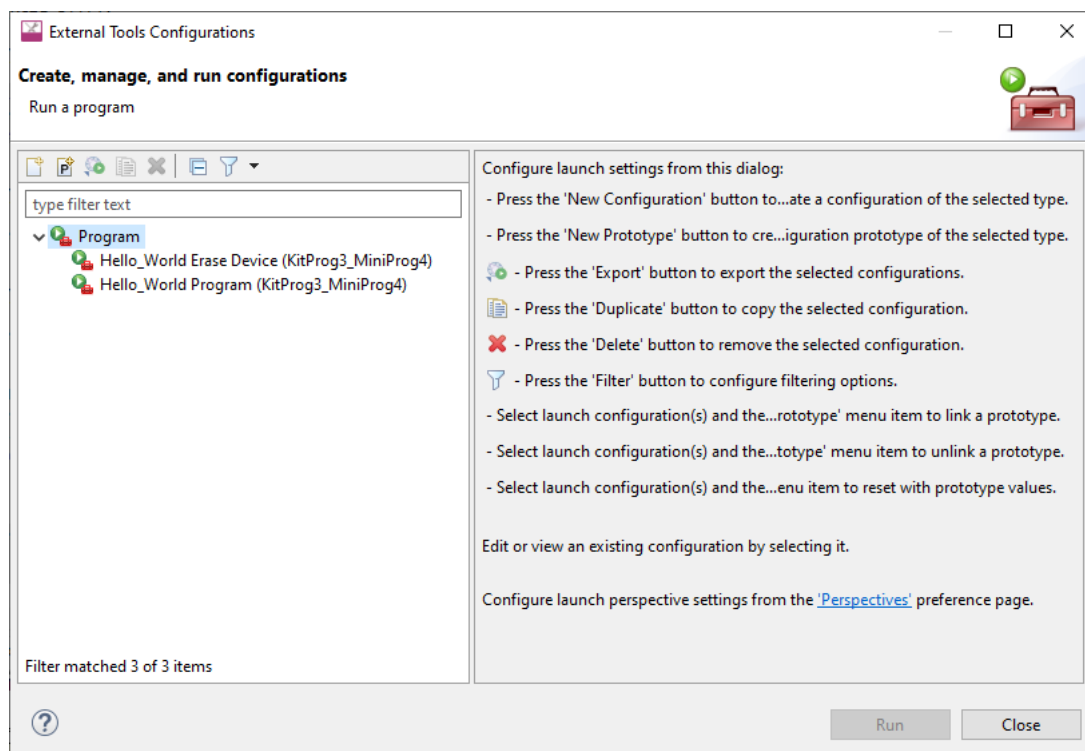 External Tools Configurations
Create, manage, and run configurations
Run a program
type filter text
Program
Hello_World Erase Device (KitProg3_MiniProg4)
Hello_World Program (KitProg3_MiniProg4)
Filter matched 3 of 3 items
Configure launch settings from this dialog:
- Press the 'New Configuration' button to...ate a configuration of the selected type.
- Press the 'New Prototype' button to cre...iguration prototype of the selected type.
- Press the 'Export' button to export the selected configurations.
- Press the 'Duplicate' button to copy the selected configuration.
- Press the 'Delete' button to remove the selected configuration.
- Press the 'Filter' button to configure filtering options.
- Select launch configuration(s) and the...rototype' menu item to link a prototype.
- Select launch configuration(s) and the...totype' menu item to unlink a prototype.
- Select launch configuration(s) and the...enu item to reset with prototype values.
Edit or view an existing configuration by selecting it.
Configure launch perspective settings from the 'Perspectives' preference page.
Run
Close